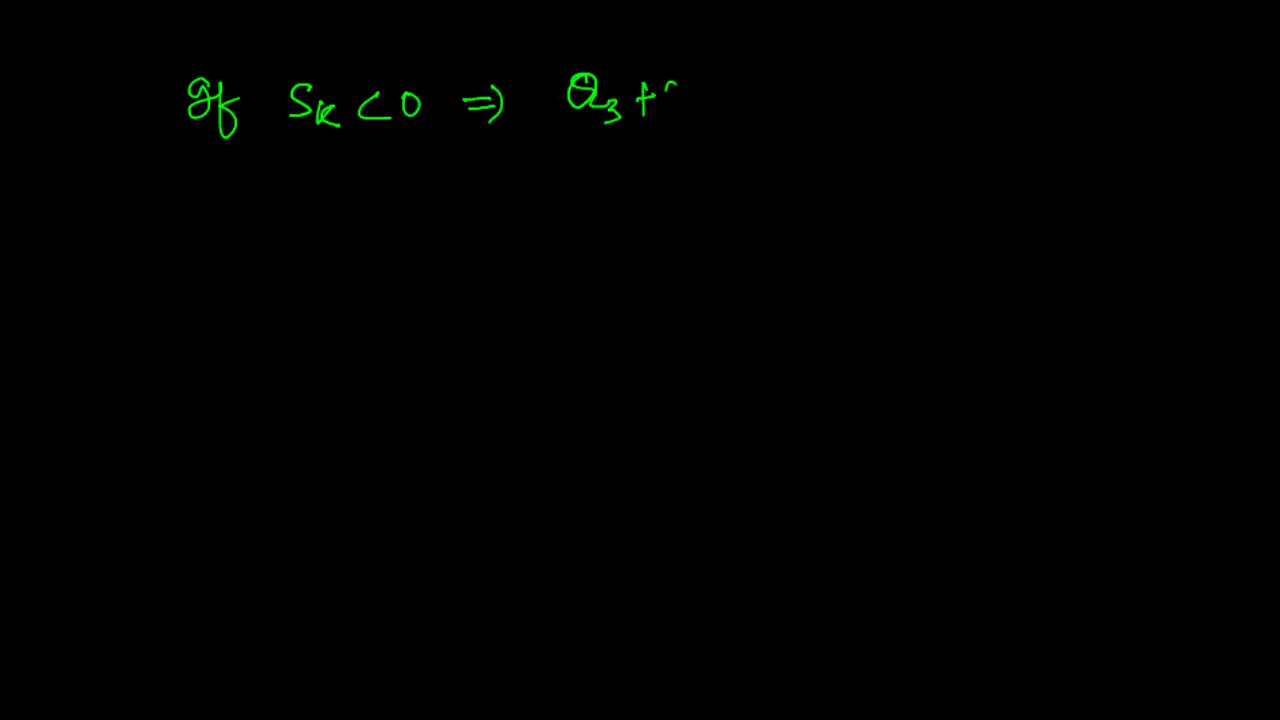 If Sₖ < 0 ⇒ Q₃ +